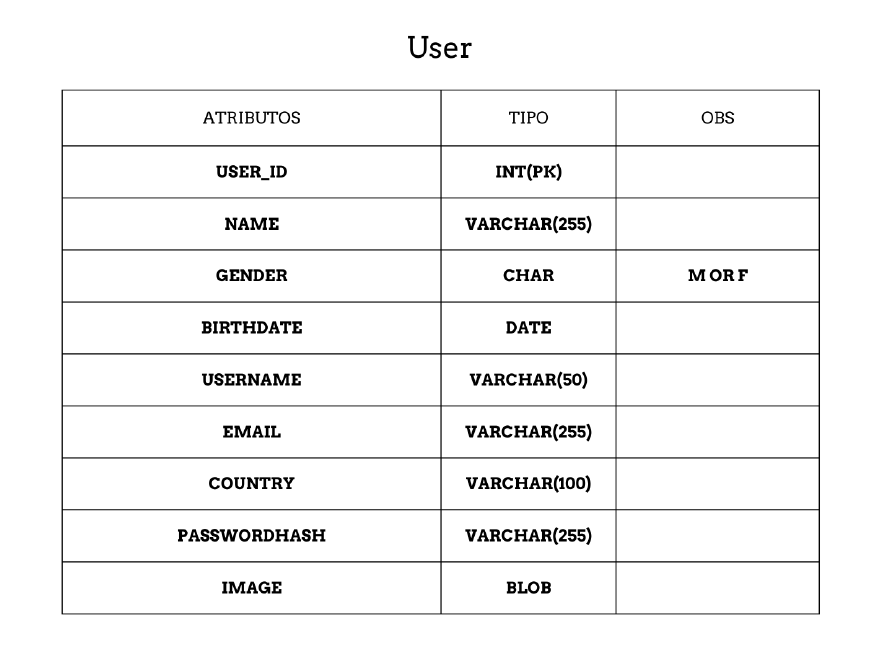 User
ATRIBUTOS TIPO OBS
USER_ID INT(PK)
NAME VARCHAR(255)
GENDER CHAR M OR F
BIRTHDATE DATE
USERNAME VARCHAR(50)
EMAIL VARCHAR(255)
COUNTRY VARCHAR(100)
PASSWORDHASH VARCHAR(255)
IMAGE BLOB